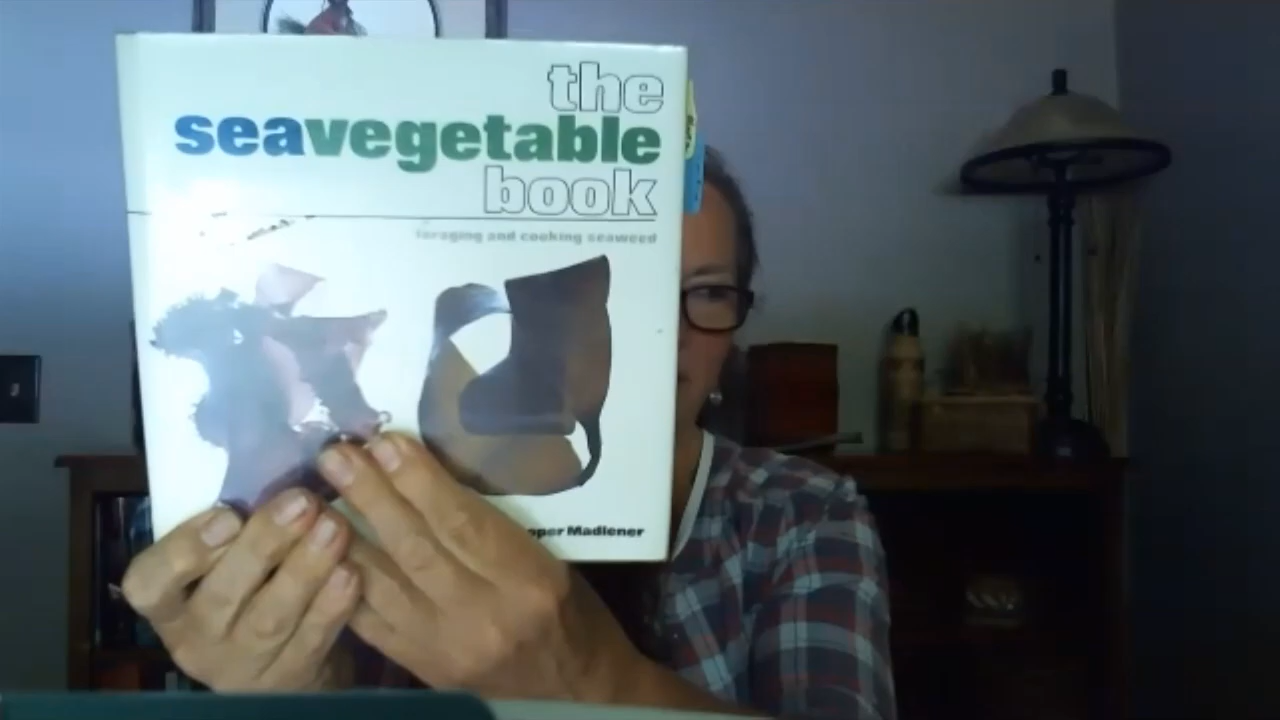 the
seavegetable
book
foraging and cooking seaweed
Madlener